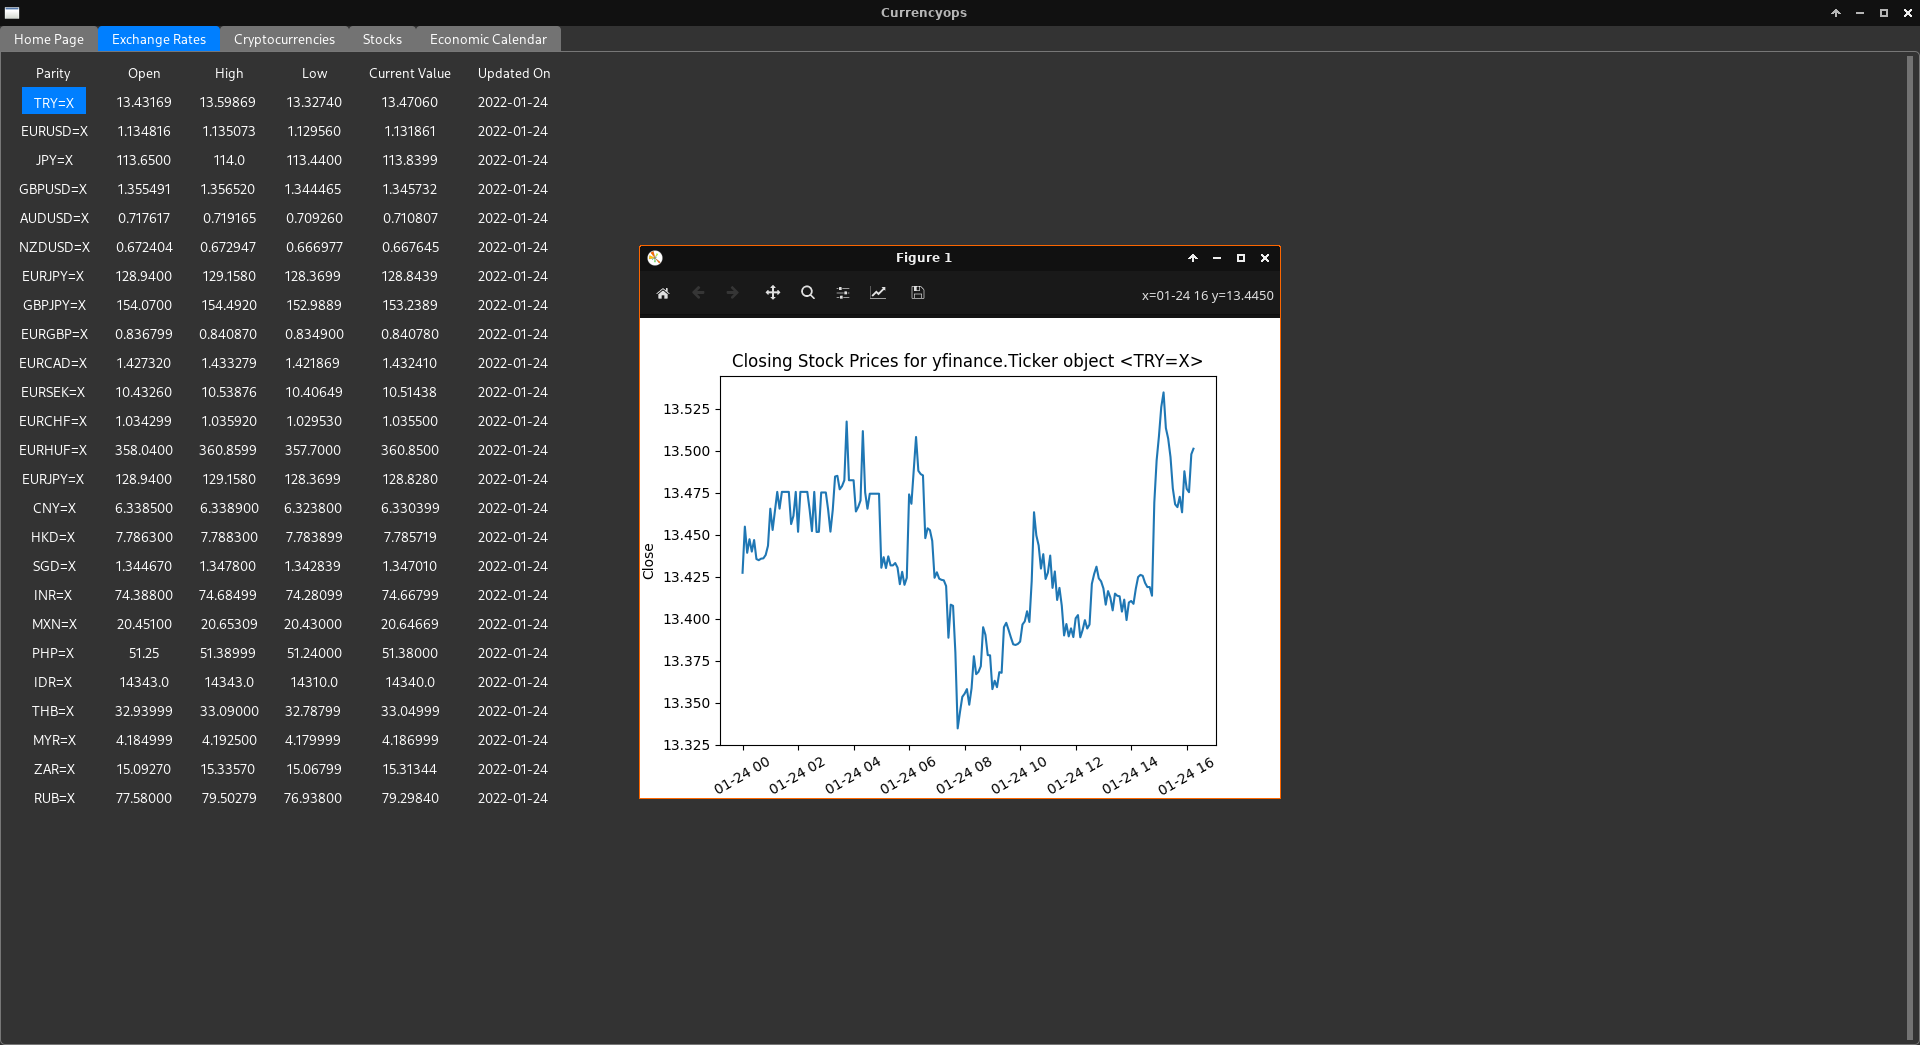 Currencyops
Home Page Exchange Rates Cryptocurrencies Stocks Economic Calendar
Parity Open High Low Current Value Updated On
TRY=X 13.43169 13.59869 13.32740 13.47060 2022-01-24
EURUSD=X 1.134816 1.135073 1.129560 1.131861 2022-01-24
JPY=X 113.6500 114.0 113.4400 113.8399 2022-01-24
GBPUSD=X 1.355491 1.356520 1.344465 1.345732 2022-01-24
AUDUSD=X 0.717617 0.719165 0.709260 0.710807 2022-01-24
NZDUSD=X 0.672404 0.672947 0.666977 0.667645 2022-01-24
EURJPY=X 128.9400 129.1580 128.3699 128.8439 2022-01-24
GBPJPY=X 154.0700 154.4920 152.9889 153.2389 2022-01-24
EURGBP=X 0.836799 0.840870 0.834900 0.840780 2022-01-24
EURCAD=X 1.427320 1.433279 1.421869 1.432410 2022-01-24
EURSEK=X 10.43260 10.53876 10.40649 10.51438 2022-01-24
EURCHF=X 1.034299 1.035920 1.029530 1.035500 2022-01-24
EURHUF=X 358.0400 360.8599 357.7000 360.8500 2022-01-24
EURJPY=X 128.9400 129.1580 128.3699 128.8280 2022-01-24
CNY=X 6.338500 6.338900 6.323800 6.330399 2022-01-24
HKD=X 7.786300 7.788300 7.783899 7.785719 2022-01-24
SGD=X 1.344670 1.347800 1.342839 1.347010 2022-01-24
INR=X 74.38800 74.68499 74.28099 74.66799 2022-01-24
MXN=X 20.45100 20.65309 20.43000 20.64669 2022-01-24
PHP=X 51.25 51.38999 51.24000 51.38000 2022-01-24
IDR=X 14343.0 14343.0 14310.0 14340.0 2022-01-24
THB=X 32.93999 33.09000 32.78799 33.04999 2022-01-24
MYR=X 4.184999 4.192500 4.179999 4.186999 2022-01-24
ZAR=X 15.09270 15.33570 15.06799 15.31344 2022-01-24
RUB=X 77.58000 79.50279 76.93800 79.29840 2022-01-24
Figure 1
x=01-24 16 y=13.4450
Closing Stock Prices for yfinance.Ticker object <TRY=X>
13.525
13.500
13.475
13.450
13.425
13.400
13.375
13.350
13.325
Close
01-24 00 01-24 02 01-24 04 01-24 06 01-24 08 01-24 10 01-24 12 01-24 14 01-24 16